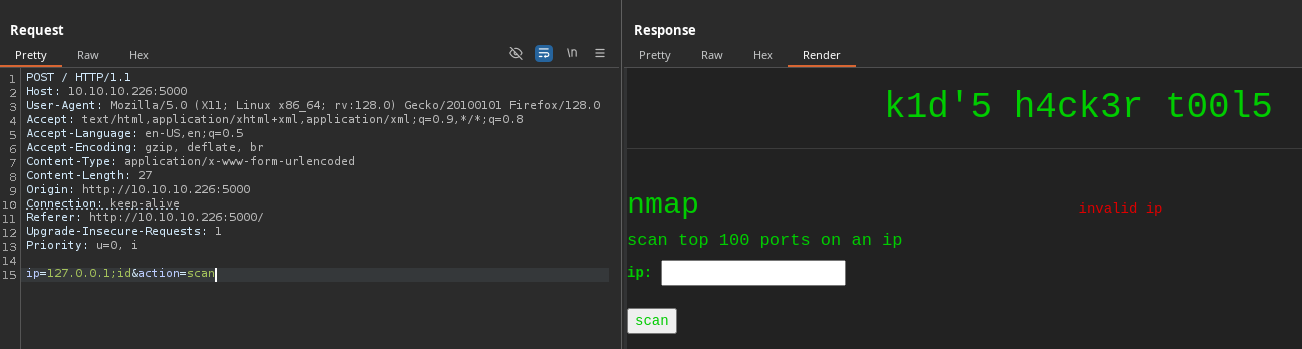 Request
Pretty Raw Hex
\n
1 POST / HTTP/1.1
2 Host: 10.10.10.226:5000
3 User-Agent: Mozilla/5.0 (X11; Linux x86_64; rv:128.0) Gecko/20100101 Firefox/128.0
4 Accept: text/html,application/xhtml+xml,application/xml;q=0.9,*/*;q=0.8
5 Accept-Language: en-US,en;q=0.5
6 Accept-Encoding: gzip, deflate, br
7 Content-Type: application/x-www-form-urlencoded
8 Content-Length: 27
9 Origin: http://10.10.10.226:5000
10 Connection: keep-alive
11 Referer: http://10.10.10.226:5000/
12 Upgrade-Insecure-Requests: 1
13 Priority: u=0, i
14
15 ip=127.0.0.1;id&action=scan
Response
Pretty Raw Hex Render
k1d'5 h4ck3r t00l5
nmap
invalid ip
scan top 100 ports on an ip
ip:
scan